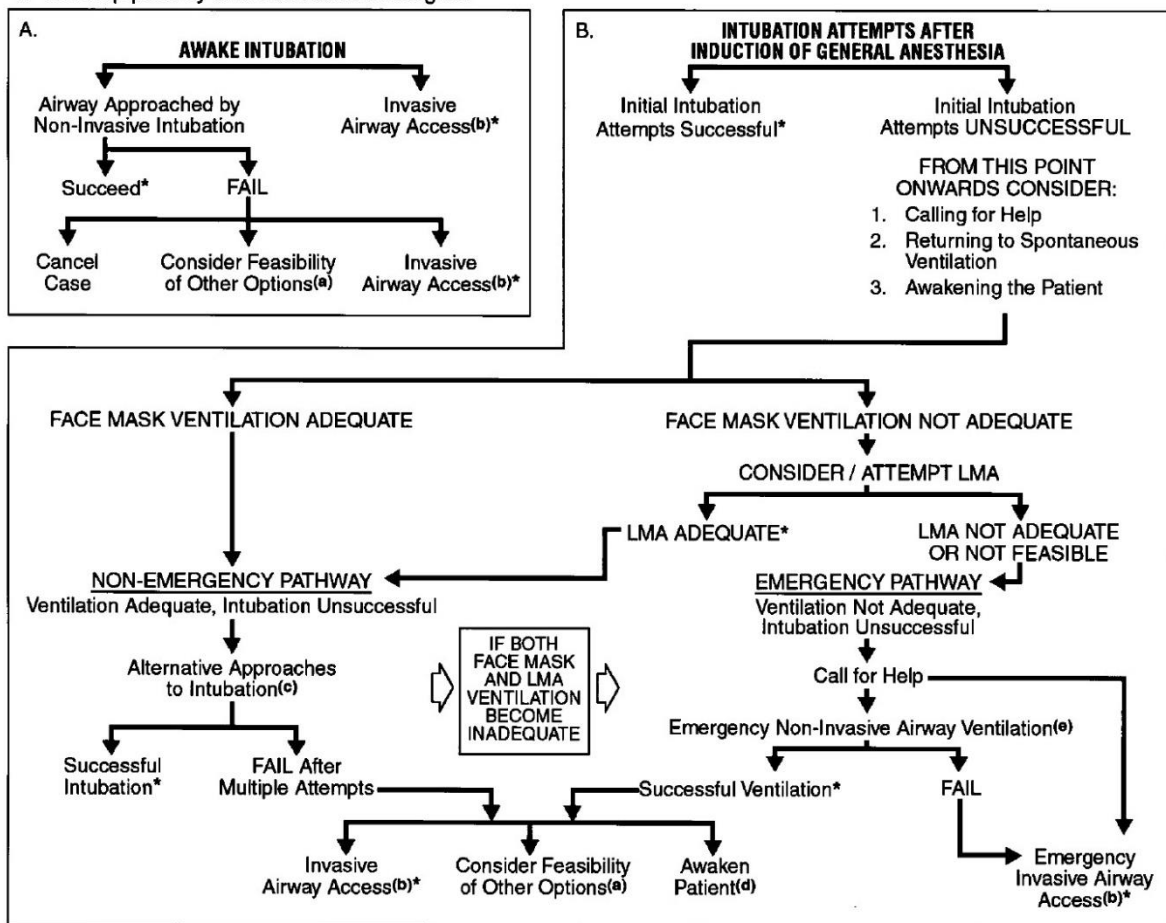 A.
AWAKE INTUBATION
Airway Approached by
Non-Invasive Intubation
Invasive
Airway Access(b)*
Succeed*
FAIL
Cancel
Case
Consider Feasibility
of Other Options(a)
Invasive
Airway Access(b)*
B.
INTUBATION ATTEMPTS AFTER
INDUCTION OF GENERAL ANESTHESIA
Initial Intubation
Attempts Successful*
Initial Intubation
Attempts UNSUCCESSFUL
FROM THIS POINT
ONWARDS CONSIDER:
1. Calling for Help
2. Returning to Spontaneous
Ventilation
3. Awakening the Patient
FACE MASK VENTILATION ADEQUATE
FACE MASK VENTILATION NOT ADEQUATE
CONSIDER / ATTEMPT LMA
LMA ADEQUATE*
LMA NOT ADEQUATE
OR NOT FEASIBLE
NON-EMERGENCY PATHWAY
Ventilation Adequate, Intubation Unsuccessful
EMERGENCY PATHWAY
Ventilation Not Adequate,
Intubation Unsuccessful
Alternative Approaches
to Intubation(c)
IF BOTH
FACE MASK
AND LMA
VENTILATION
BECOME
INADEQUATE
Call for Help
Emergency Non-Invasive Airway Ventilation(e)
Successful
Intubation*
FAIL After
Multiple Attempts
Successful Ventilation*
FAIL
Invasive
Airway Access(b)*
Consider Feasibility
of Other Options(a)
Awaken
Patient(d)
Emergency
Invasive Airway
Access(b)*